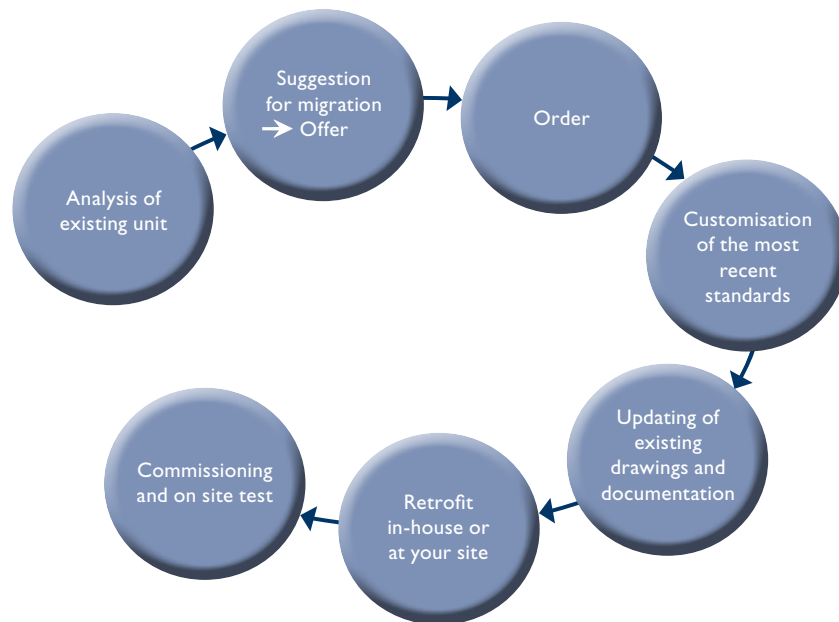 Analysis of
existing unit
Suggestion
for migration
→ Offer
Order
Customisation
of the most
recent
standards
Updating of
existing
drawings and
documentation
Retrofit
in-house or
at your site
Commissioning
and on site test